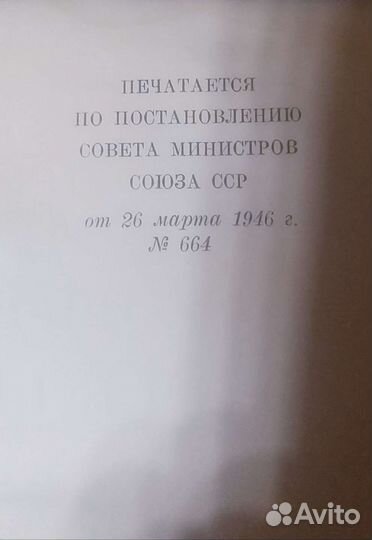 ПЕЧАТАЕТСЯ
ПО ПОСТАНОВЛЕНИЮ
СОВЕТА МИНИСТРОВ
СОЮЗА ССР
от 26 марта 1946 г.
№ 664
Avito